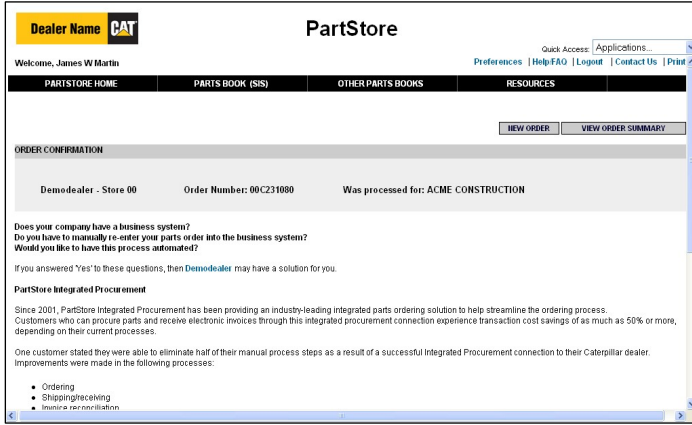 Dealer Name CAT
PartStore
Quick Access: Applications...
Welcome, James W Martin
Preferences | Help/FAQ | Logout | Contact Us | Print
PARTSTORE HOME PARTS BOOK (SIS) OTHER PARTS BOOKS RESOURCES
NEW ORDER VIEW ORDER SUMMARY
ORDER CONFIRMATION
Demodealer - Store 00 Order Number: 00C231080 Was processed for: ACME CONSTRUCTION
Does your company have a business system?
Do you have to manually re-enter your parts order into the business system?
Would you like to have this process automated?
If you answered 'Yes' to these questions, then Demodealer may have a solution for you.
PartStore Integrated Procurement
Since 2001, PartStore Integrated Procurement has been providing an industry-leading integrated parts ordering solution to help streamline the ordering process.
Customers who can procure parts and receive electronic invoices through this integrated procurement connection experience transaction cost savings of as much as 50% or more,
depending on their current processes.
One customer stated they were able to eliminate half of their manual process steps as a result of a successful Integrated Procurement connection to their Caterpillar dealer.
Improvements were made in the following processes:
• Ordering
• Shipping/receiving
• Invoice reconciliation